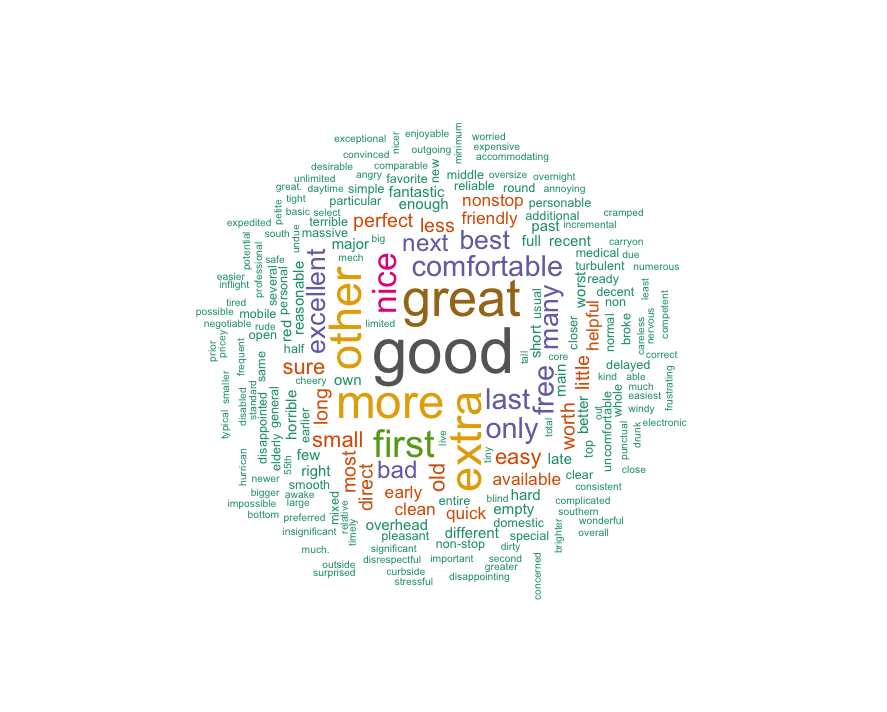 enjoyable
worried
exceptional
nicer
outgoing
minimum
expensive
convinced
accommodating
desirable
comparable
new
middle
oversize
overnight
unlimited
angry
favorite
reliable
round
annoying
great.
daytime
simple
fantastic
nonstop
personable
tight
particular
enough
petite
basic
select
perfect
less
friendly
additional
cramped
expedited
terrible
past
incremental
south
undue
massive
major
big
next
best
full
recent
carryon
potential
safe
mech
medical
due
professional
several
personal
reasonable
excellent
other
nice
comfortable
turbulent
numerous
easier
inflight
worst
ready
least
tired
great
many
decent
possible
mobile
red
limited
short
usual
closer
helpful
non
normal
broke
careless
nervous
competent
negotiable
rude
open
half
good
tall
core
delayed
correct
prior
pricey
frequent
same
sure
own
cheery
main
little
kind
able
frustrating
typical
smaller
disabled
standard
disappointed
general
elderly
horrible
earlier
long
more
extra
last
free
worth
better
out
whole
much
easiest
windy
uncomfortable
punctual
drunk
electronic
first
only
total
top
small
live
tiny
hurrican
55th
few
most
bad
old
easy
late
clear
close
newer
right
direct
available
consistent
smooth
bigger
awake
early
entire
blind
hard
complicated
impossible
large
mixed
relative
timely
clean
quick
empty
southern
bottom
preferred
overhead
domestic
wonderful
insignificant
pleasant
different
special
brighter
overall
much.
significant
non-stop
dirty
disrespectful
important
second
outside
greater
surprised
curbside
stressful
disappointing
concerned